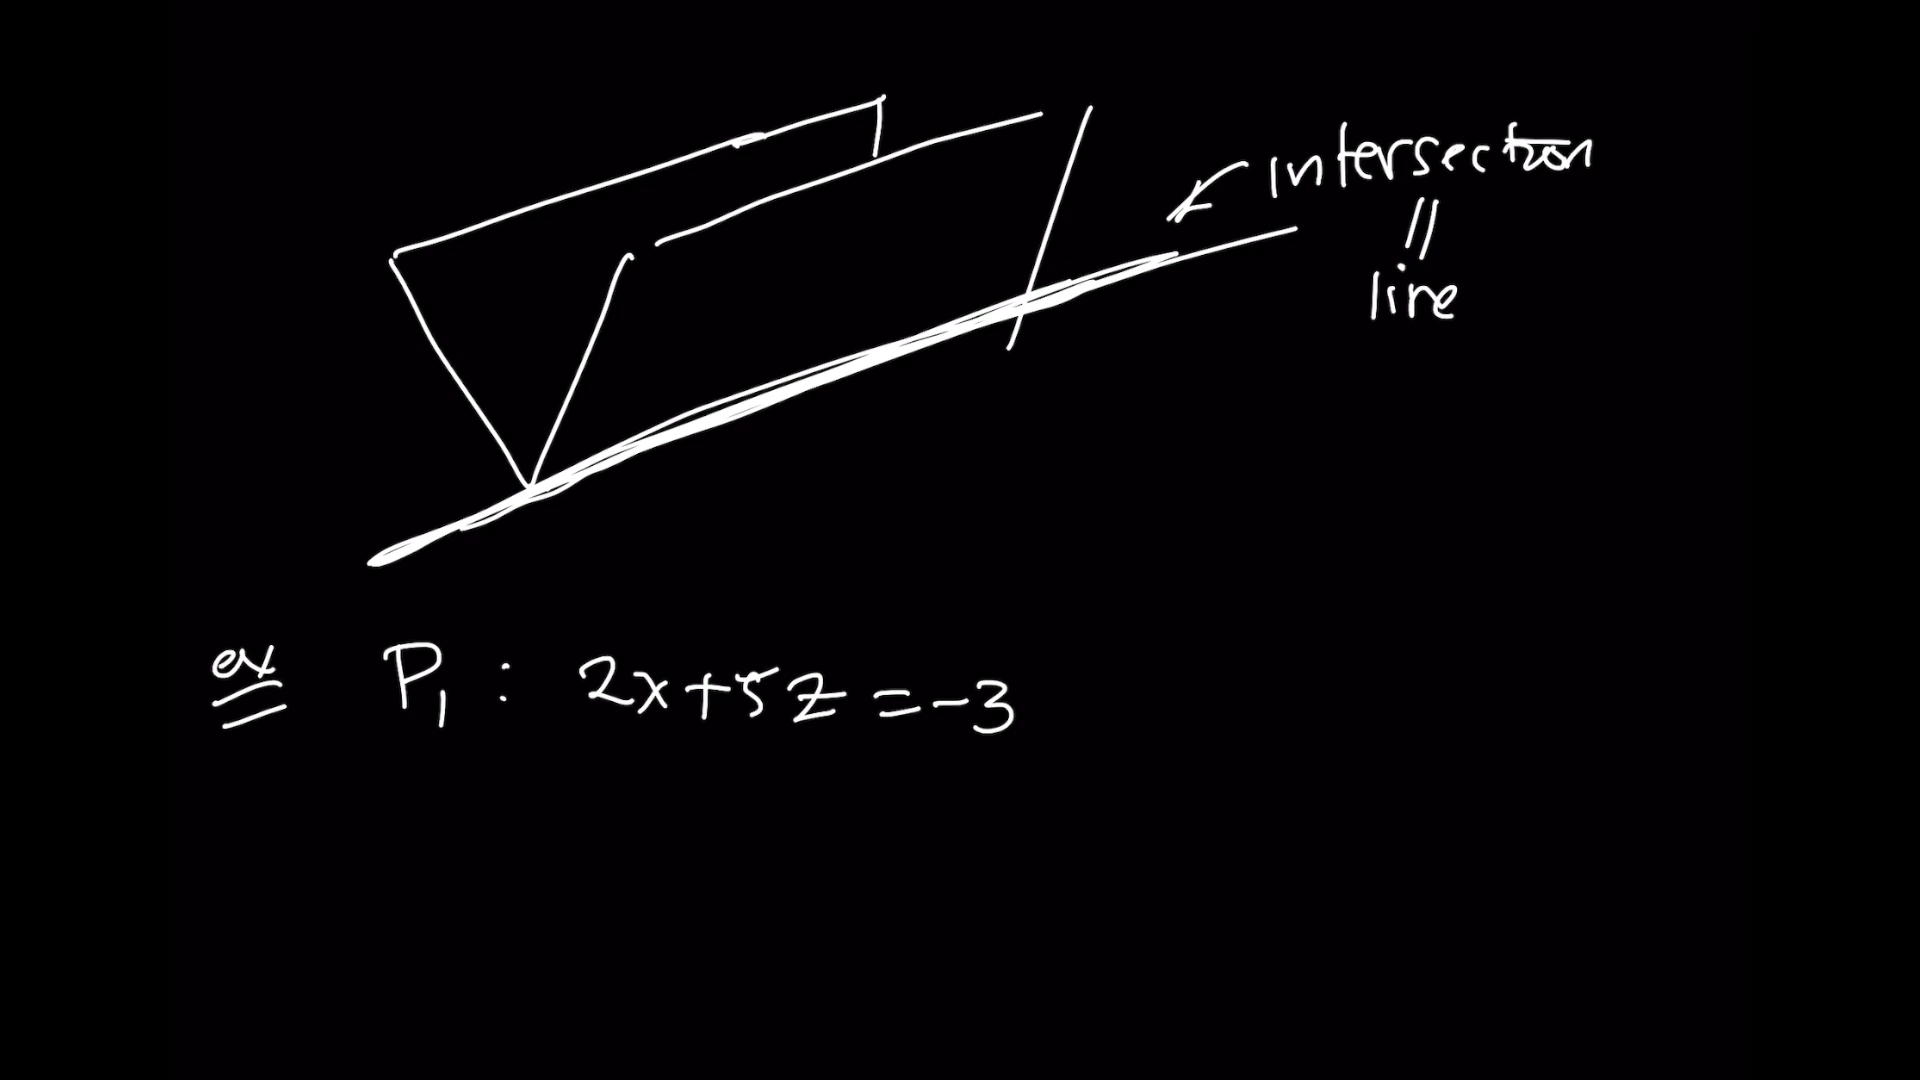 intersection
||
line
ex P₁ : 2x+5z=-3